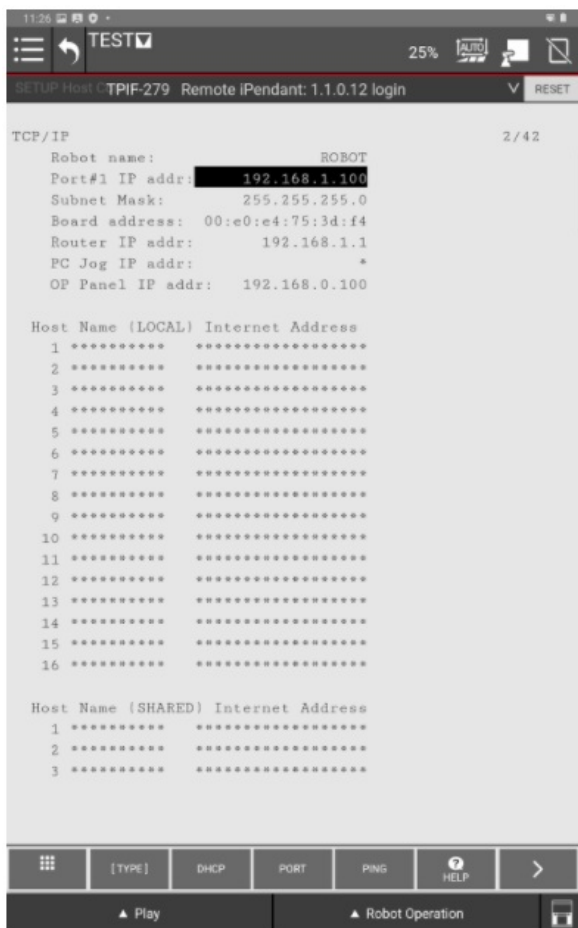 11:26
TEST
25%
AUTO
SETUP Host C TPIF-279 Remote iPendant: 1.1.0.12 login
RESET
TCP/IP 2/42
Robot name: ROBOT
Port#1 IP addr: 192.168.1.100
Subnet Mask: 255.255.255.0
Board address: 00:e0:e4:75:3d:f4
Router IP addr: 192.168.1.1
PC Jog IP addr: *
OP Panel IP addr: 192.168.0.100
Host Name (LOCAL) Internet Address
1 ********** ******************
2 ********** ******************
3 ********** ******************
4 ********** ******************
5 ********** ******************
6 ********** ******************
7 ********** ******************
8 ********** ******************
9 ********** ******************
10 ********** ******************
11 ********** ******************
12 ********** ******************
13 ********** ******************
14 ********** ******************
15 ********** ******************
16 ********** ******************
Host Name (SHARED) Internet Address
1 ********** ******************
2 ********** ******************
3 ********** ******************
[TYPE] DHCP PORT PING ? HELP >
▲ Play ▲ Robot Operation